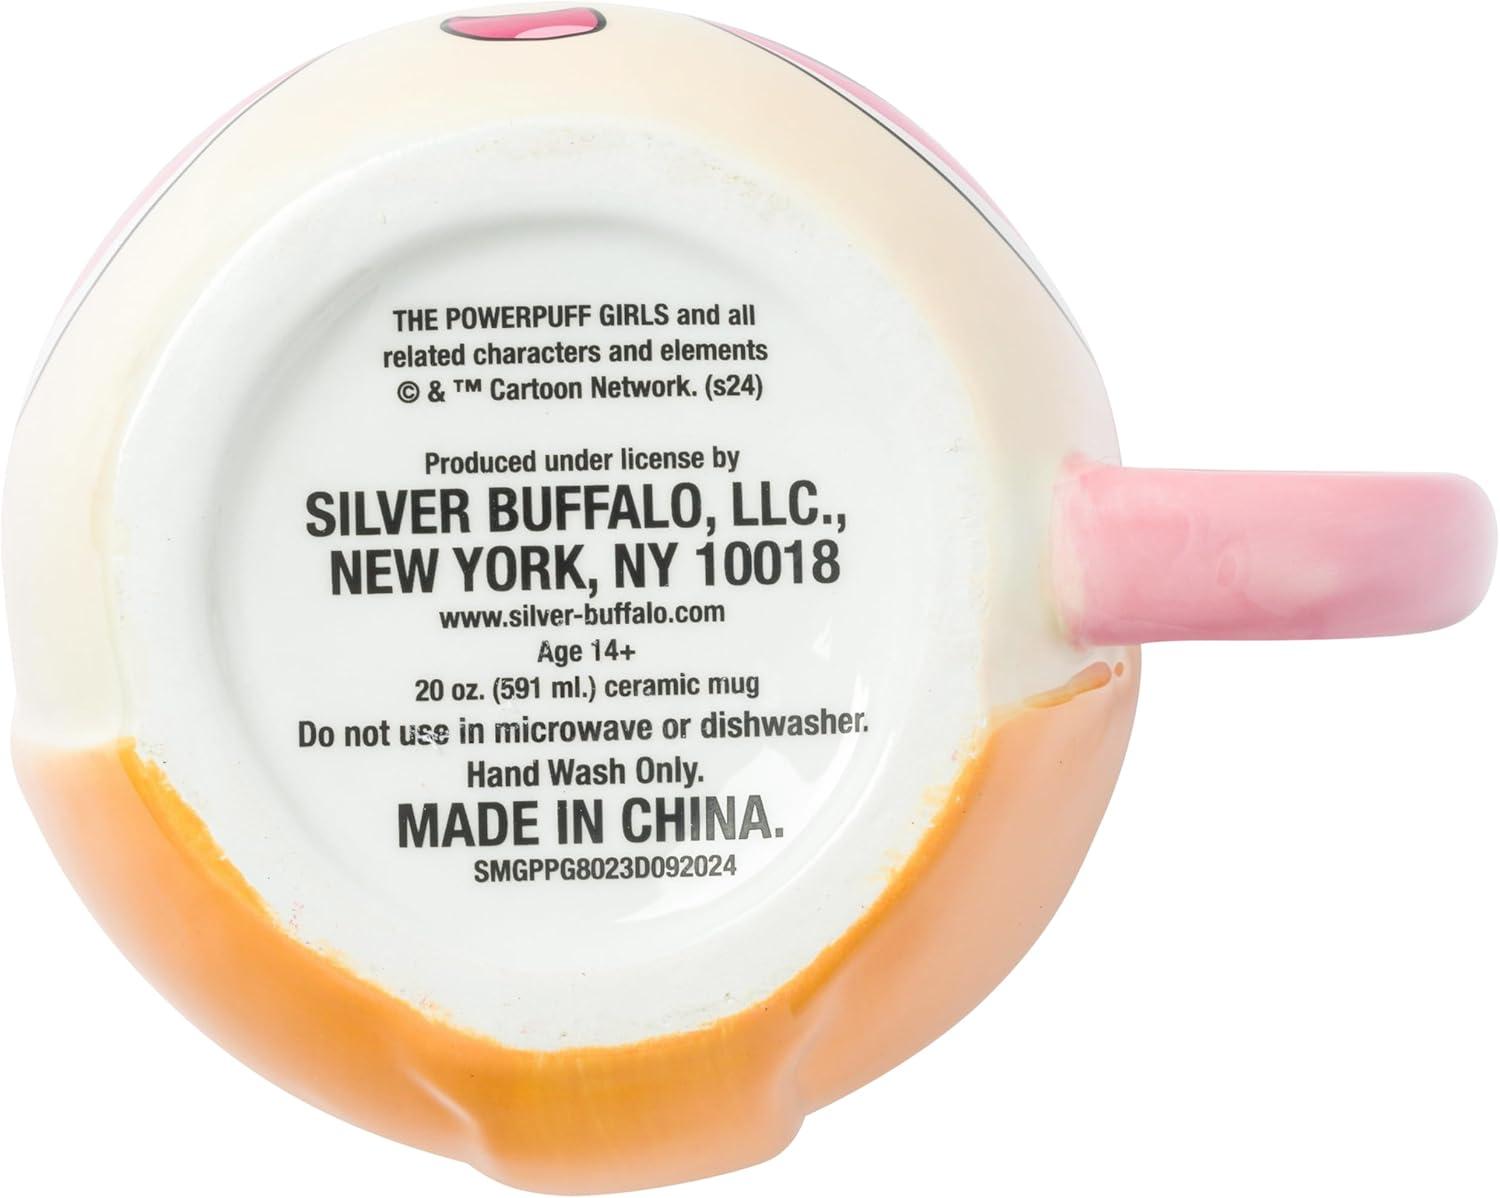 THE POWERPUFF GIRLS and all
related characters and elements
© & ™ Cartoon Network. (s24)
Produced under license by
SILVER BUFFALO, LLC.,
NEW YORK, NY 10018
www.silver-buffalo.com
Age 14+
20 oz. (591 ml.) ceramic mug
Do not use in microwave or dishwasher.
Hand Wash Only.
MADE IN CHINA.
SMGPPG8023D092024